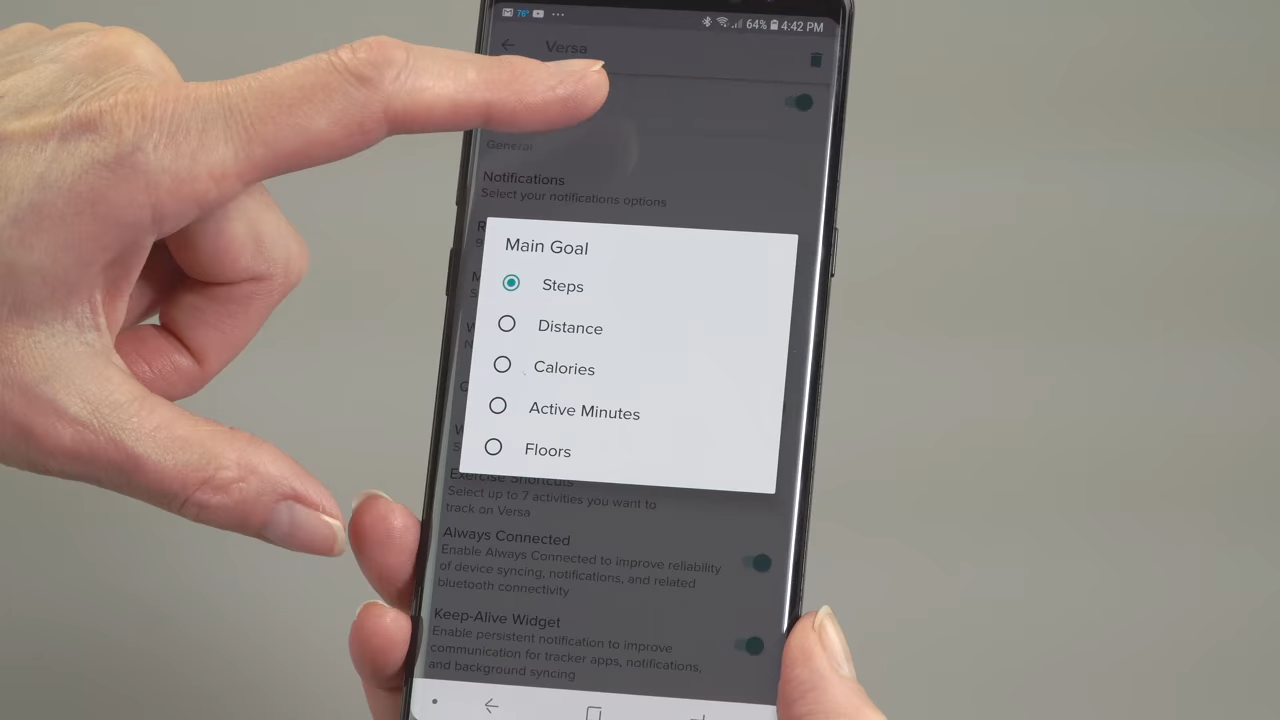 76° 64% 4:42 PM
Versa
General
Notifications
Select your notifications options
Main Goal
Steps
Distance
Calories
Active Minutes
Floors
Exercise Shortcuts
Select up to 7 activities you want to
track on Versa
Always Connected
Enable Always Connected to improve reliability
of device syncing, notifications, and related
bluetooth connectivity
Keep-Alive Widget
Enable persistent notification to improve
communication for tracker apps, notifications,
and background syncing